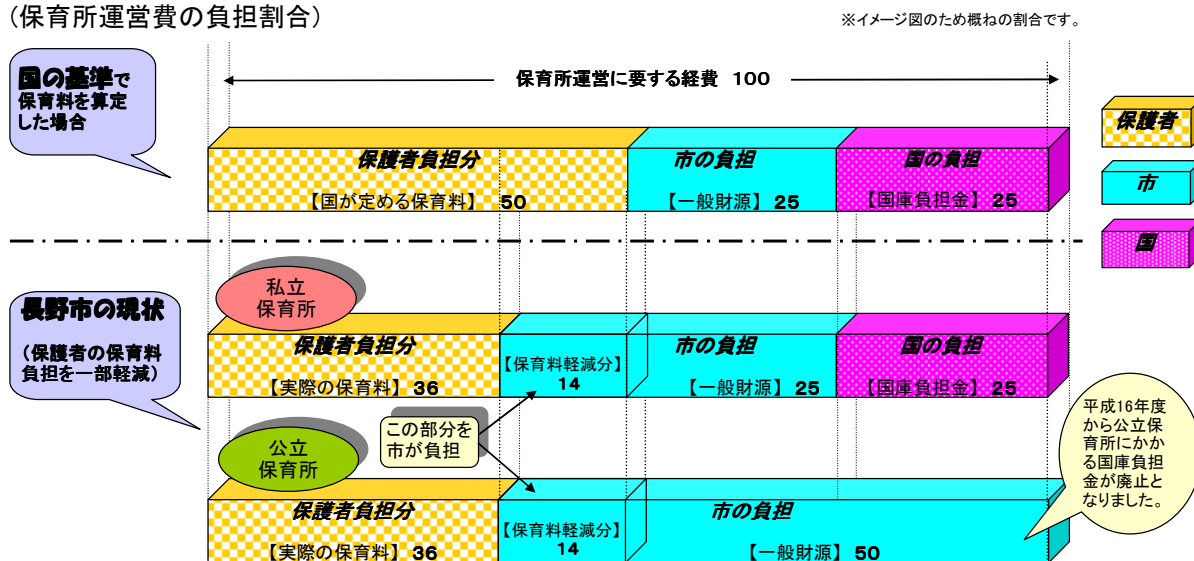 (保育所運営費の負担割合)
※イメージ図のため概ねの割合です。
国の基準で
保育料を算定
した場合
保育所運営に要する経費 100
保護者負担分
【国が定める保育料】 50
市の負担
【一般財源】 25
国の負担
【国庫負担金】 25
保護者
市
国
長野市の現状
(保護者の保育料
負担を一部軽減)
私立
保育所
保護者負担分
【実際の保育料】 36
【保育料軽減分】
14
市の負担
【一般財源】 25
国の負担
【国庫負担金】 25
この部分を
市が負担
公立
保育所
保護者負担分
【実際の保育料】 36
【保育料軽減分】
14
市の負担
【一般財源】 50
平成16年度
から公立保
育所にかか
る国庫負担
金が廃止と
なりました。